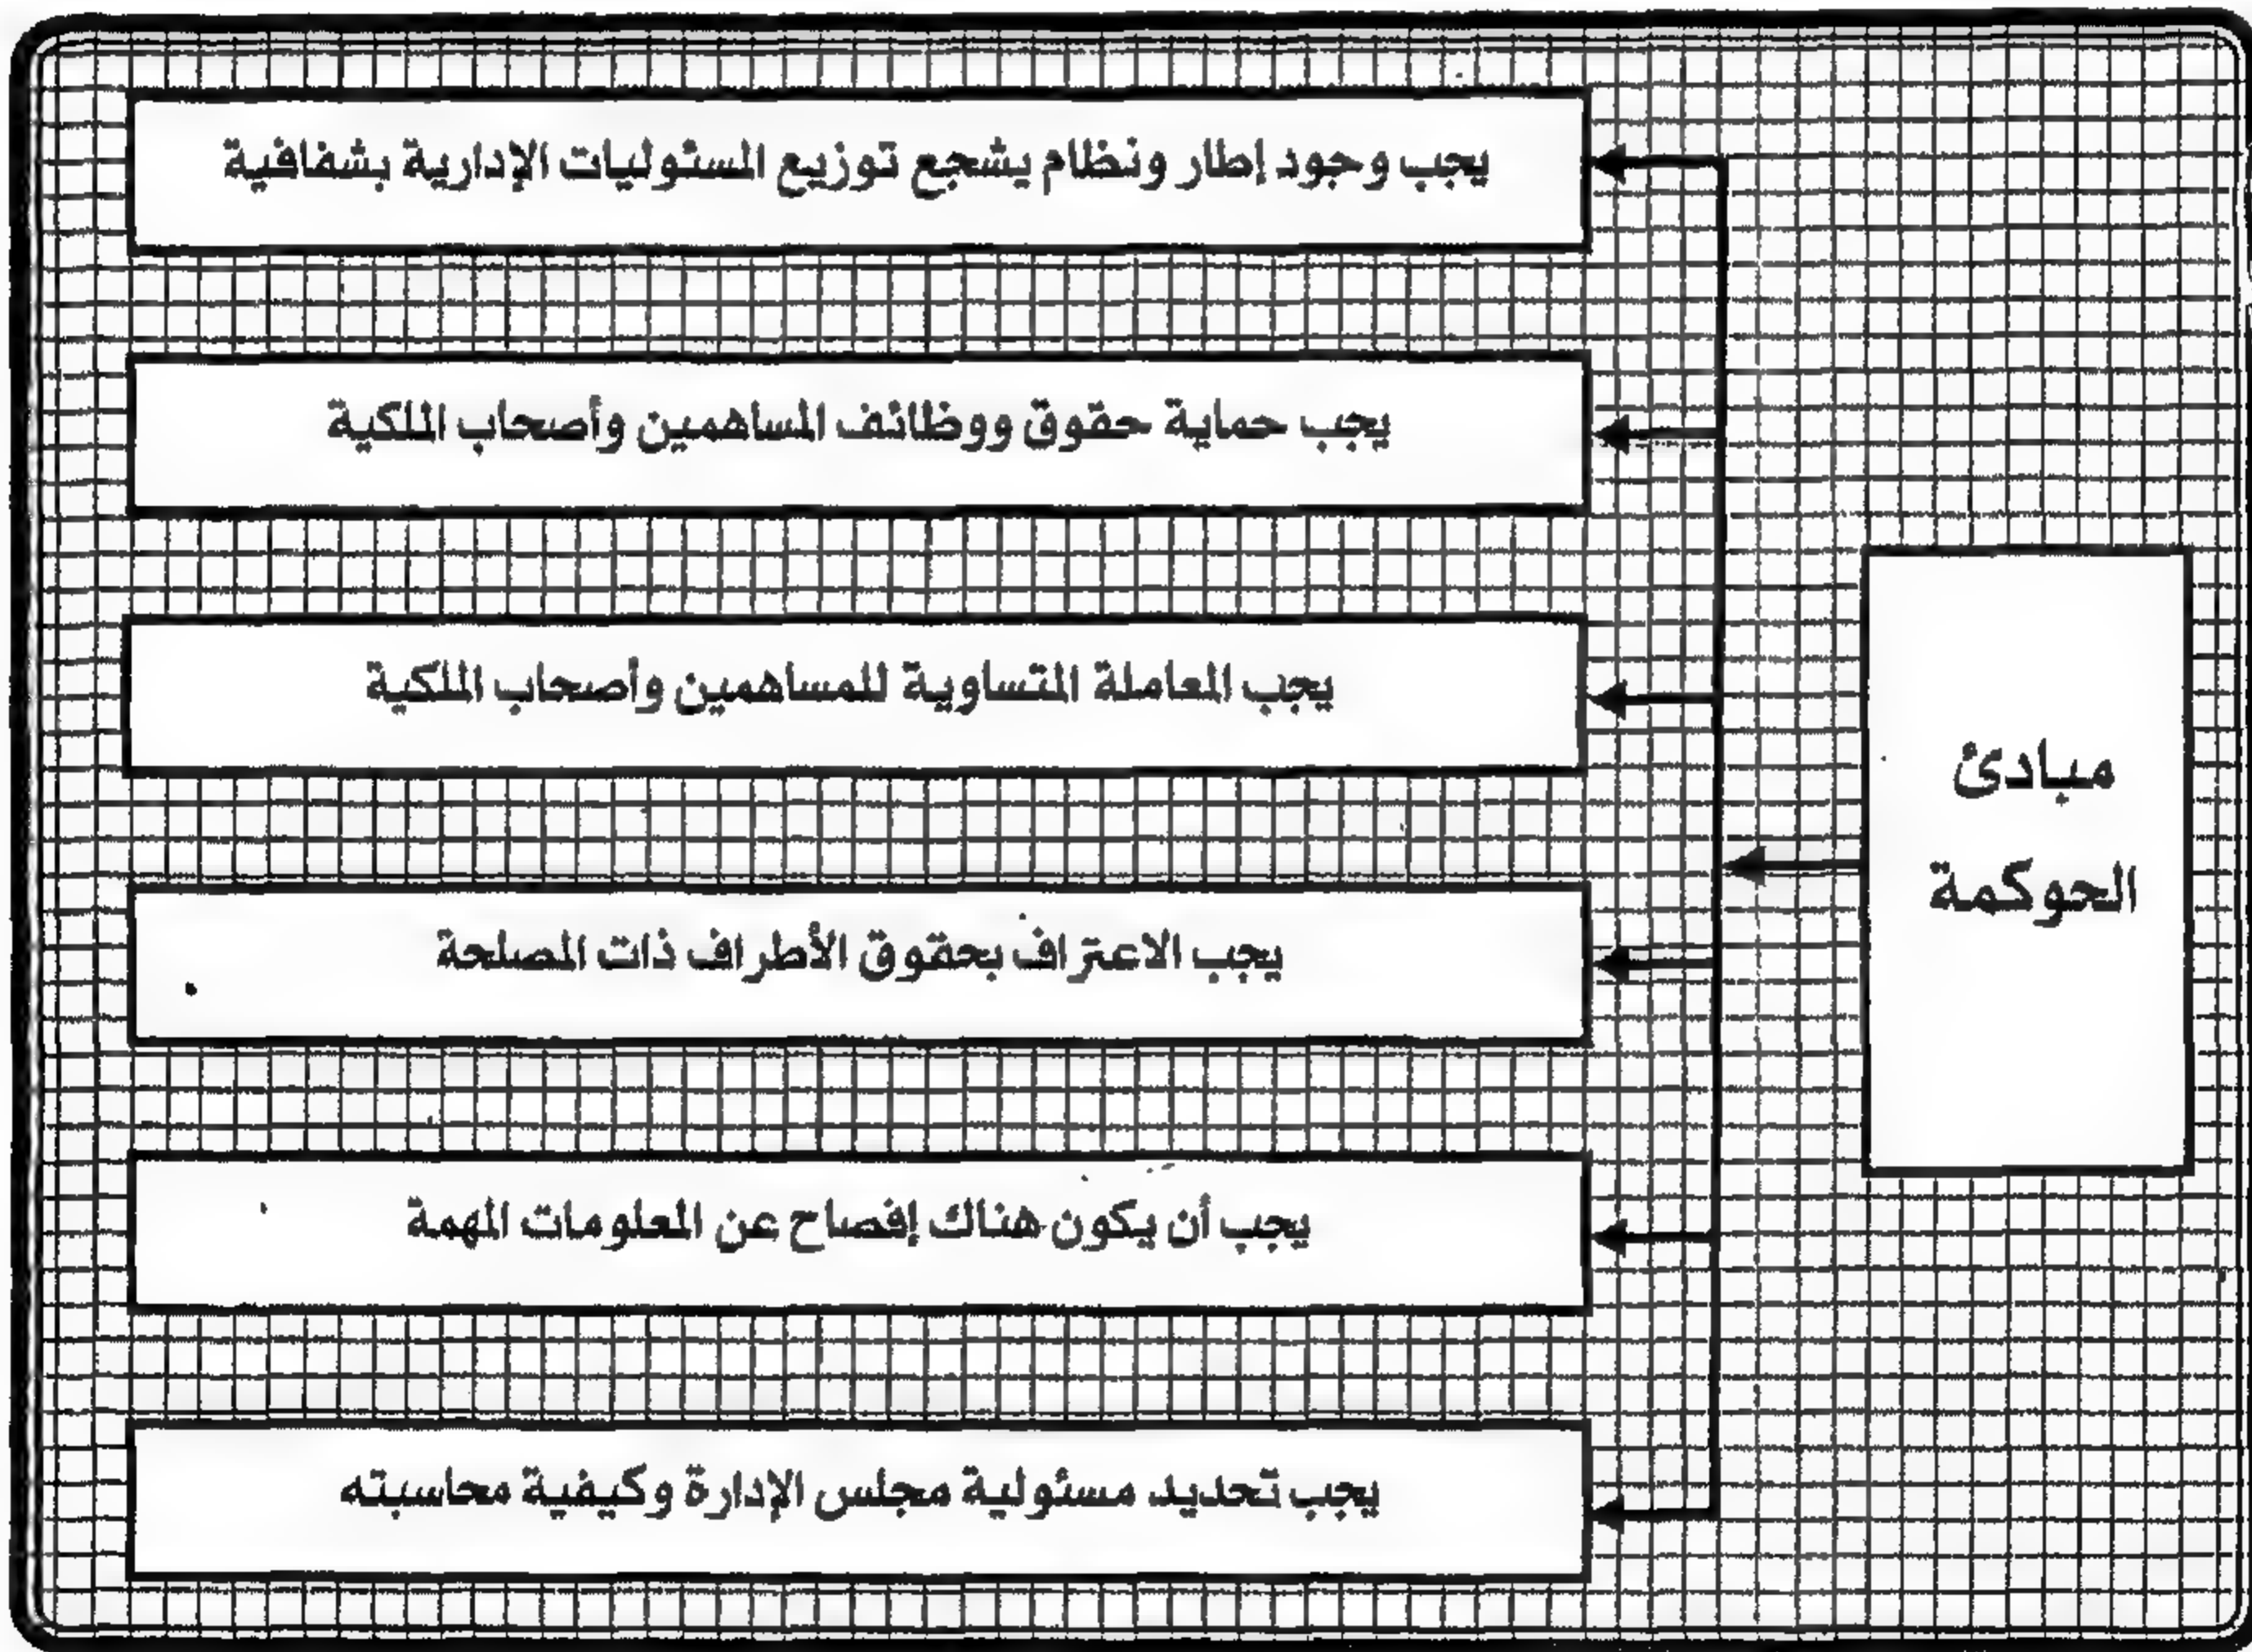 مبادئ
الحوكمة
يجب وجود إطار ونظام يشجع توزيع المسئوليات الإدارية بشفافية
يجب حماية حقوق ووظائف المساهمين وأصحاب الملكية
يجب المعاملة المتساوية للمساهمين وأصحاب الملكية
يجب الاعتراف بحقوق الأطراف ذات المصلحة
يجب أن يكون هناك إفصاح عن المعلومات المهمة
يجب تحديد مسئولية مجلس الإدارة وكيفية محاسبته